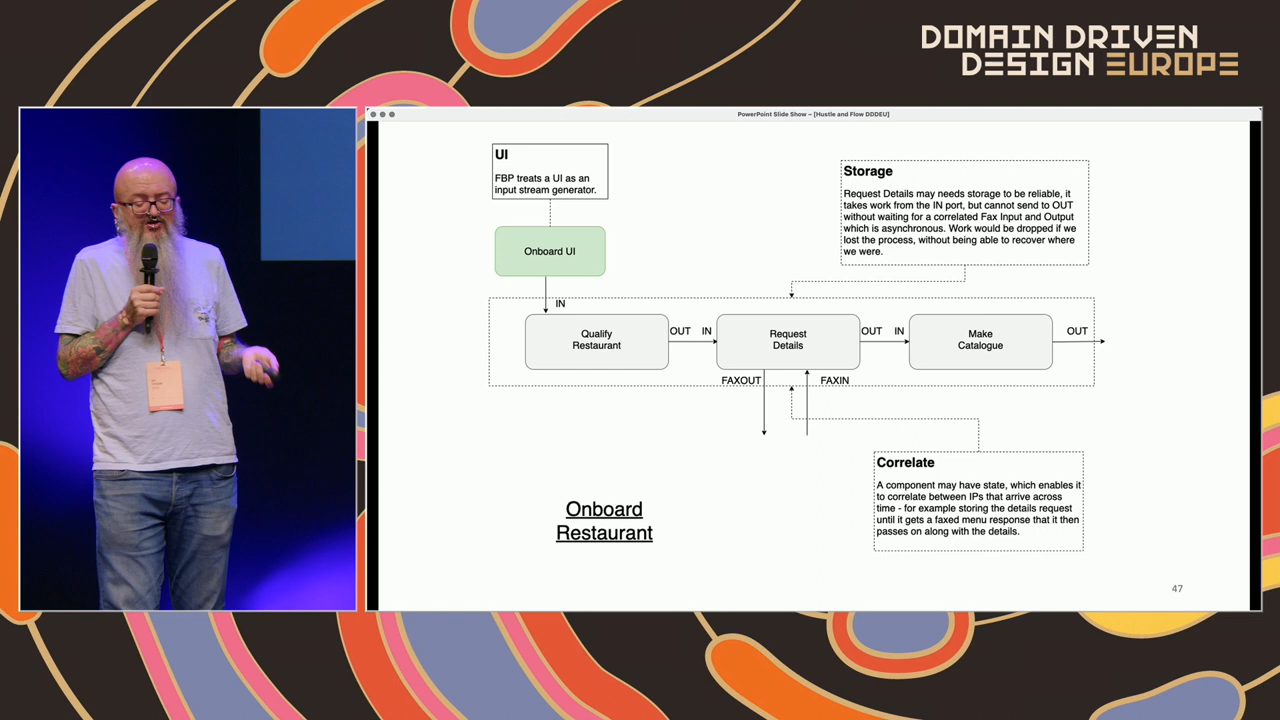 DOMAIN DRIVEN
DESIGN EUROPE
PowerPoint Slide Show – [Hustle and Flow DDDEU]
UI
FBP treats a UI as an
input stream generator.
Storage
Request Details may needs storage to be reliable, it
takes work from the IN port, but cannot send to OUT
without waiting for a correlated Fax Input and Output
which is asynchronous. Work would be dropped if we
lost the process, without being able to recover where
we were.
Onboard UI
IN
Qualify
Restaurant
OUT
IN
Request
Details
OUT
IN
Make
Catalogue
OUT
FAXOUT
FAXIN
Correlate
A component may have state, which enables it
to correlate between IPs that arrive across
time - for example storing the details request
until it gets a faxed menu response that it then
passes on along with the details.
Onboard
Restaurant
47